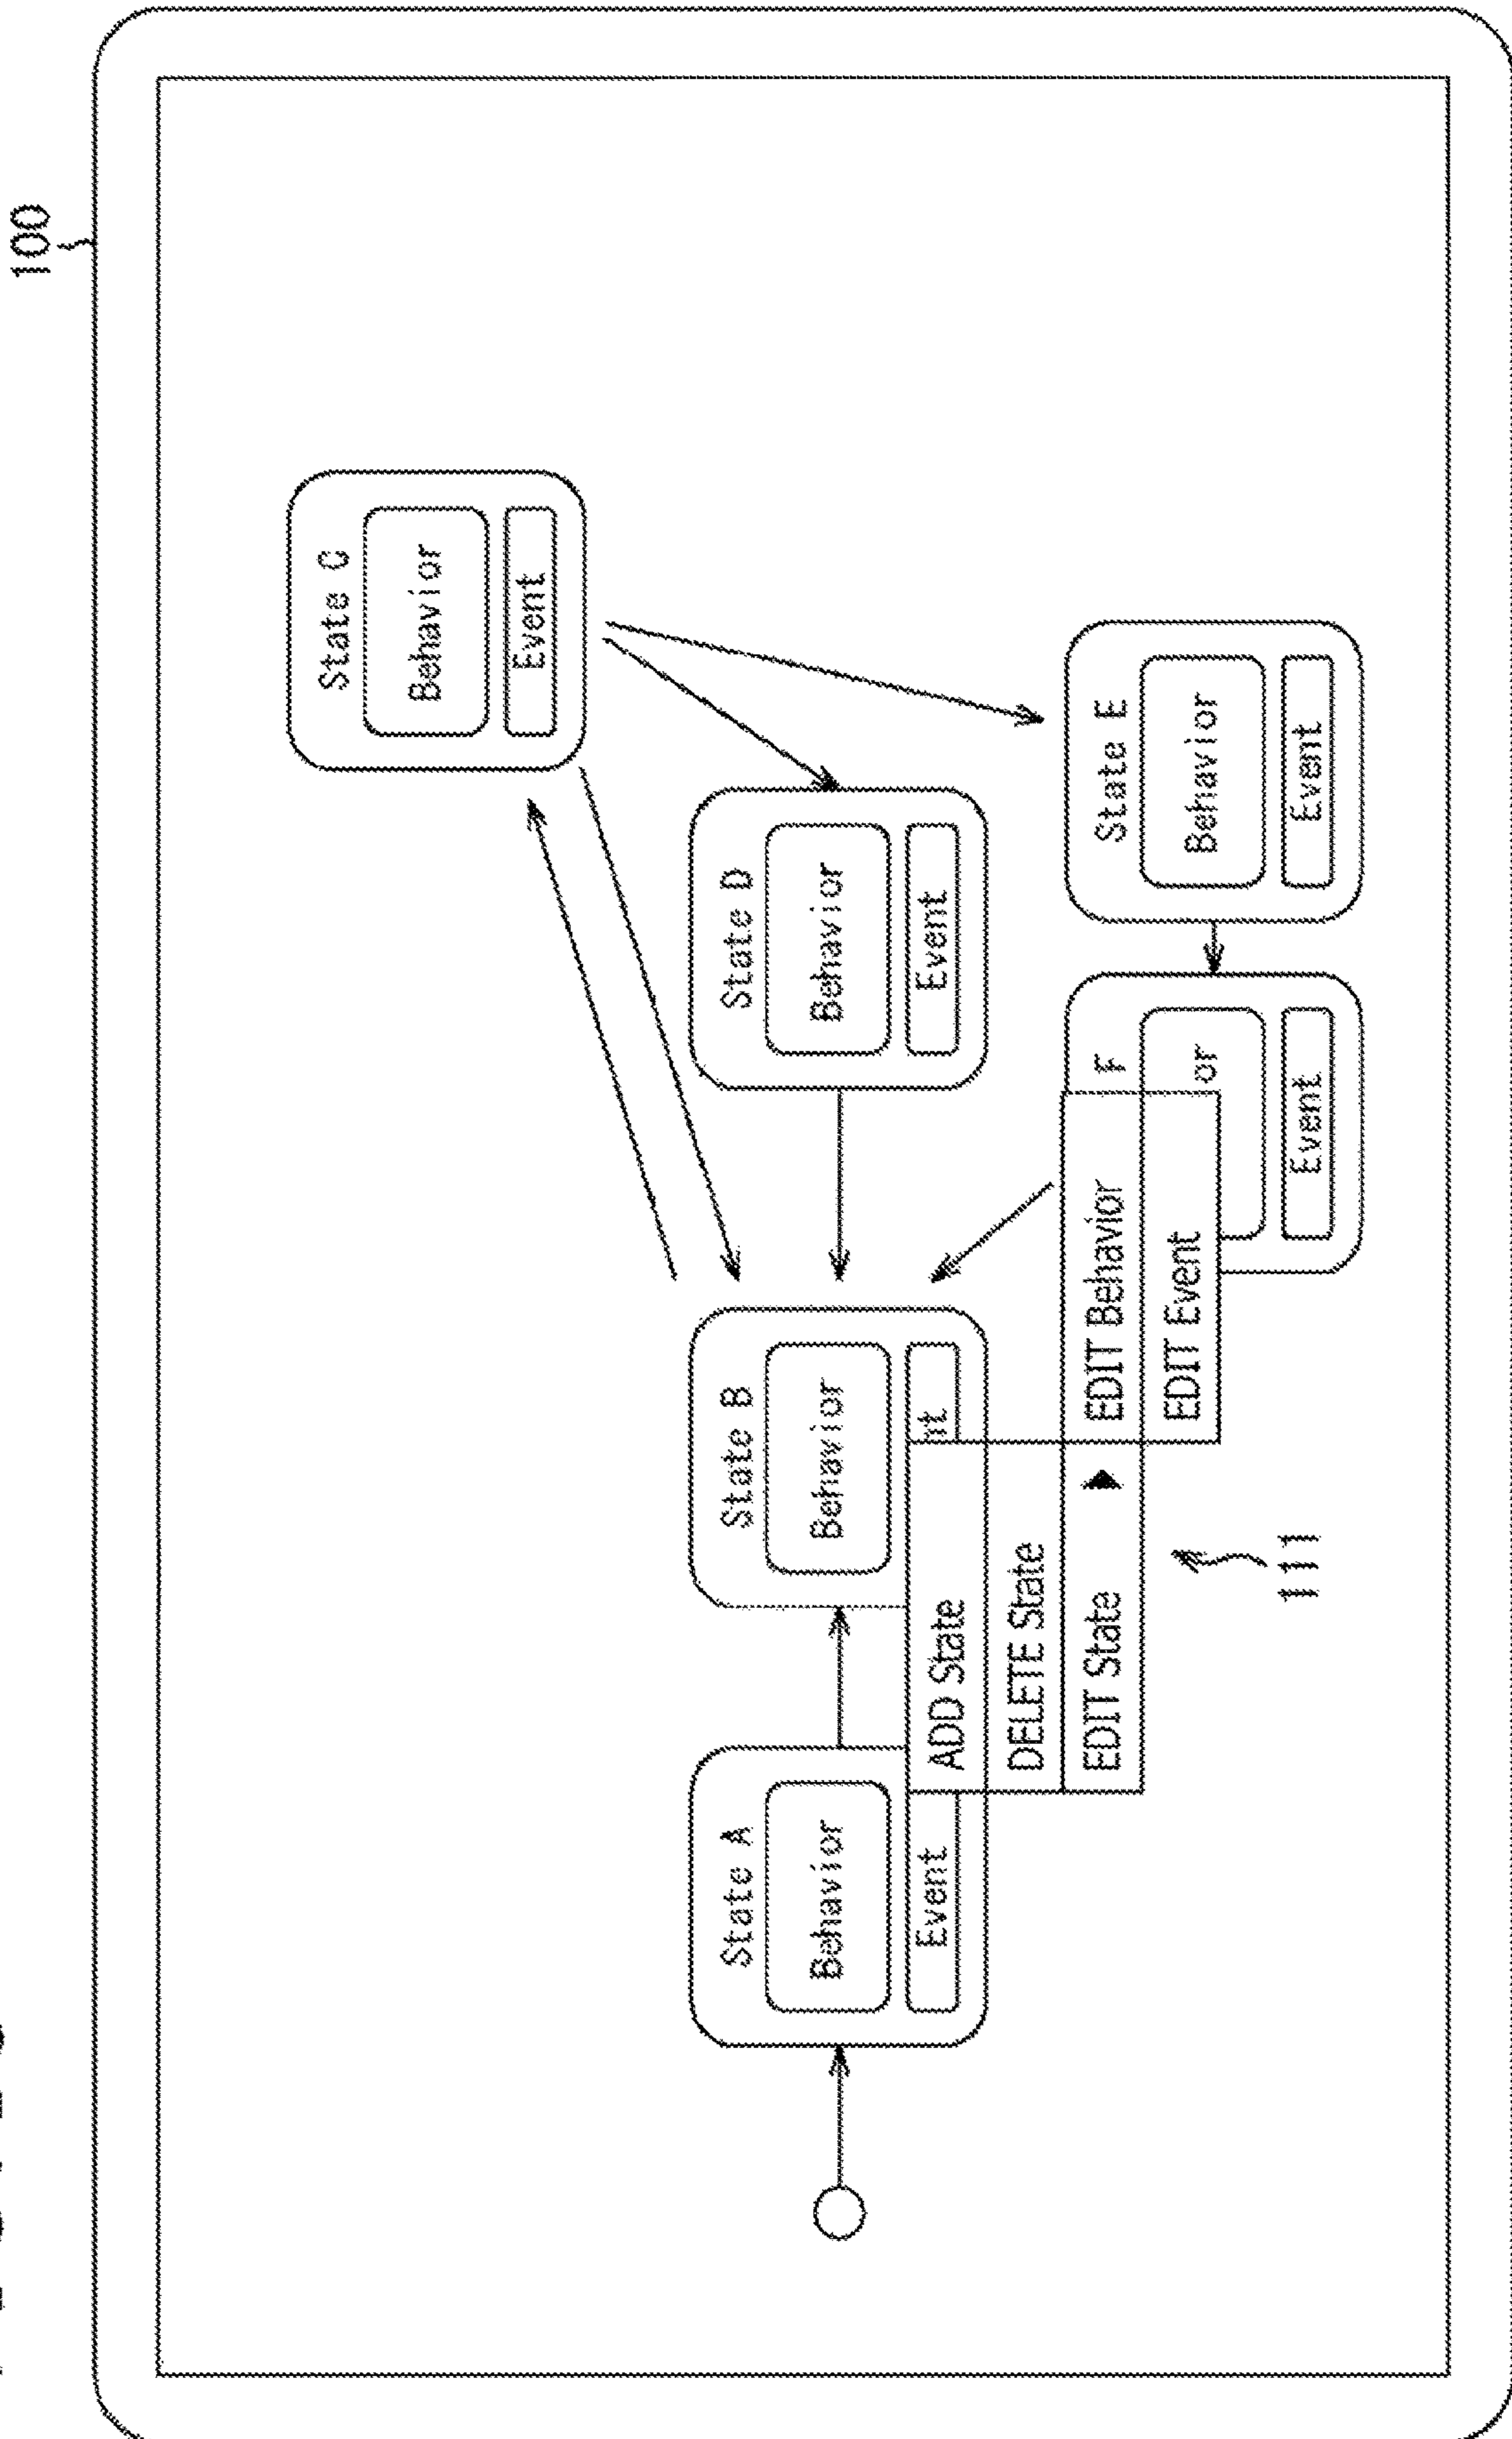 100
State C
Behavior
Event
State A
Behavior
Event
State B
Behavior
nt
State D
Behavior
Event
ADD State
DELETE State
EDIT State
EDIT Behavior
EDIT Event
F
or
Event
State E
Behavior
Event
111